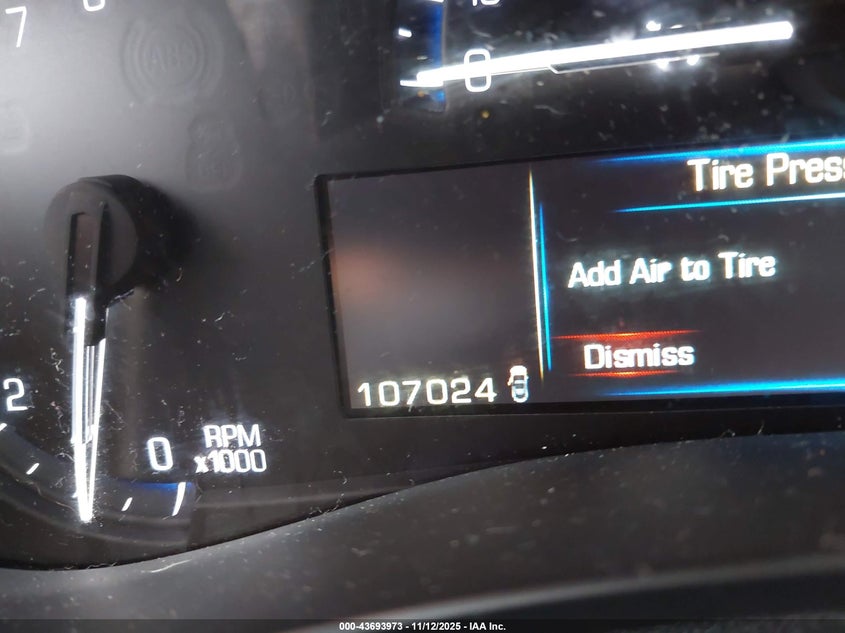 7
ABS
0
Tire Press
Add Air to Tire
Dismiss
107024
2
0
RPM
x1000
000-43693973 - 11/12/2025 - IAA Inc.